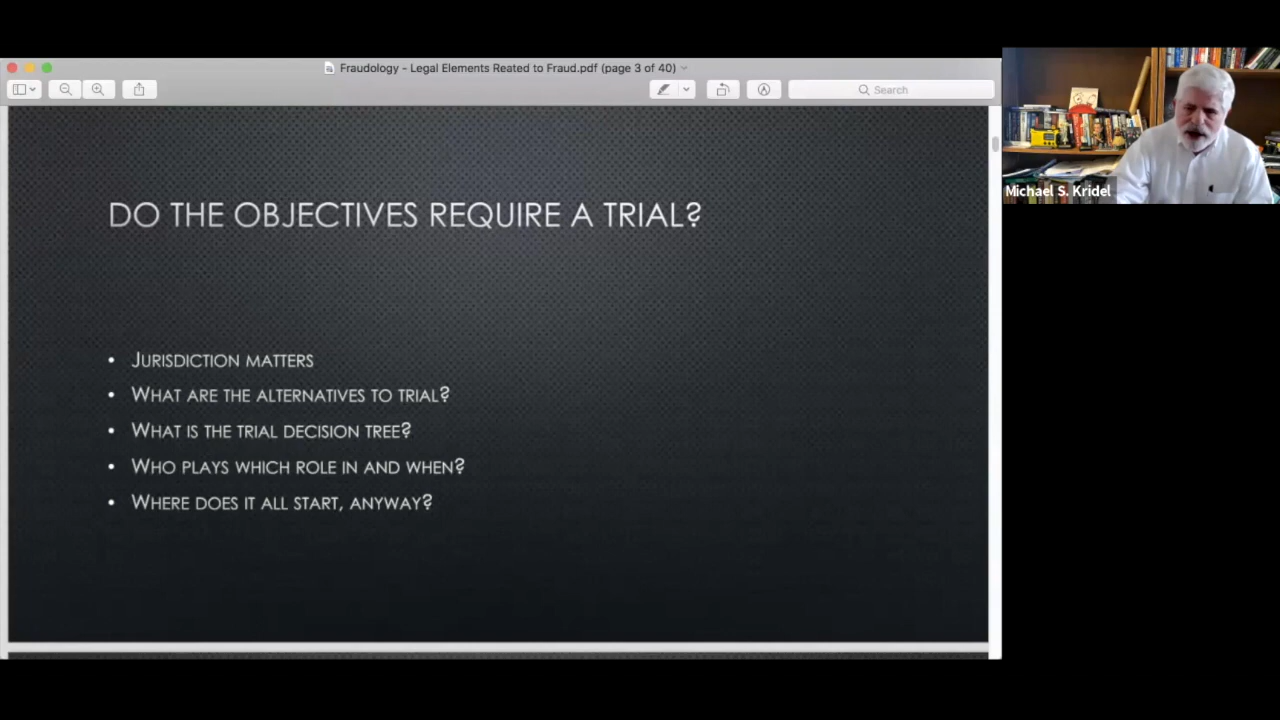 Fraudology - Legal Elements Reated to Fraud.pdf (page 3 of 40)
Search
DO THE OBJECTIVES REQUIRE A TRIAL?
• JURISDICTION MATTERS
• WHAT ARE THE ALTERNATIVES TO TRIAL?
• WHAT IS THE TRIAL DECISION TREE?
• WHO PLAYS WHICH ROLE IN AND WHEN?
• WHERE DOES IT ALL START, ANYWAY?
Michael S. Kridel